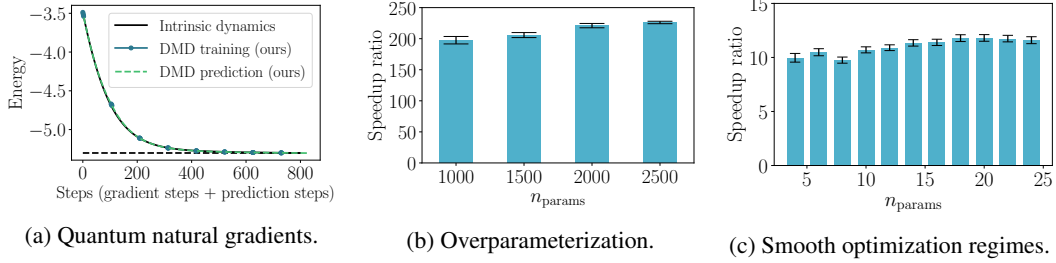 −3.5
−4.0
−4.5
−5.0
Energy
Intrinsic dynamics
DMD training (ours)
DMD prediction (ours)
0 200 400 600 800
Steps (gradient steps + prediction steps)
(a) Quantum natural gradients.
250
200
150
100
50
0
Speedup ratio
1000 1500 2000 2500
n_params
(b) Overparameterization.
15
10
5
0
Speedup ratio
5 10 15 20 25
n_params
(c) Smooth optimization regimes.